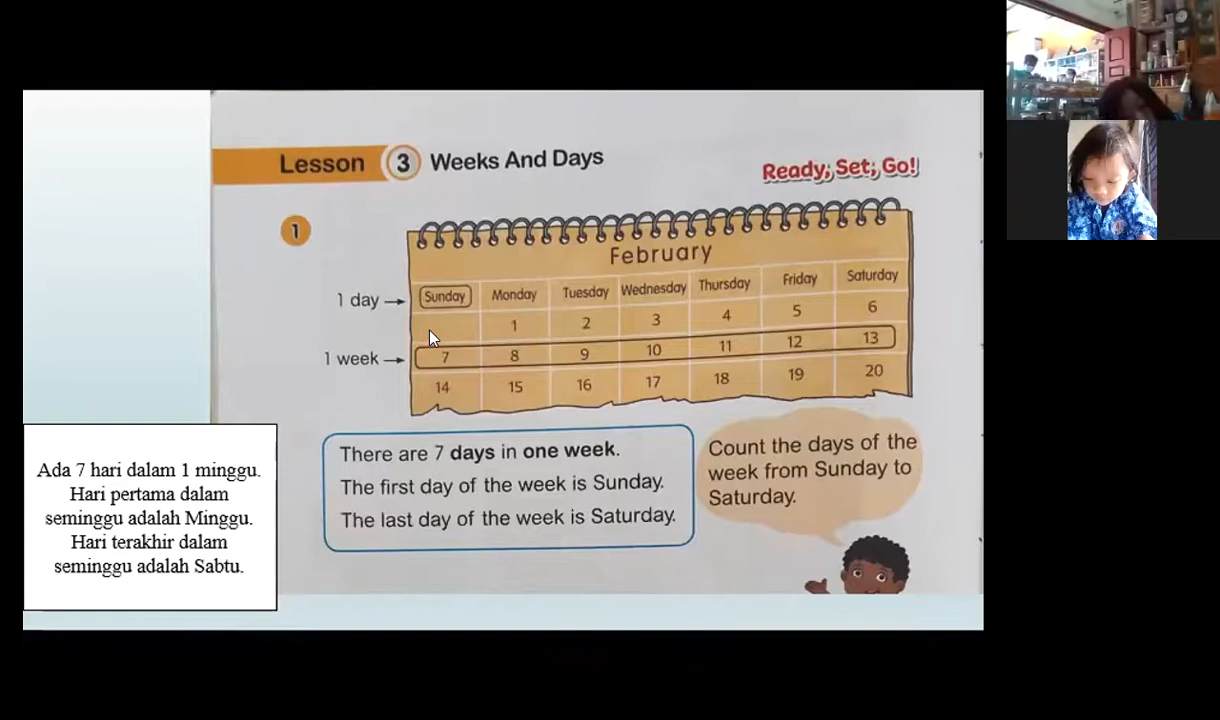 Lesson 3 Weeks And Days
Ready, Set, Go!
1
February
1 day → Sunday Monday Tuesday Wednesday Thursday Friday Saturday
1 2 3 4 5 6
1 week → 7 8 9 10 11 12 13
14 15 16 17 18 19 20
There are 7 days in one week.
The first day of the week is Sunday.
The last day of the week is Saturday.
Count the days of the
week from Sunday to
Saturday.
Ada 7 hari dalam 1 minggu.
Hari pertama dalam
seminggu adalah Minggu.
Hari terakhir dalam
seminggu adalah Sabtu.